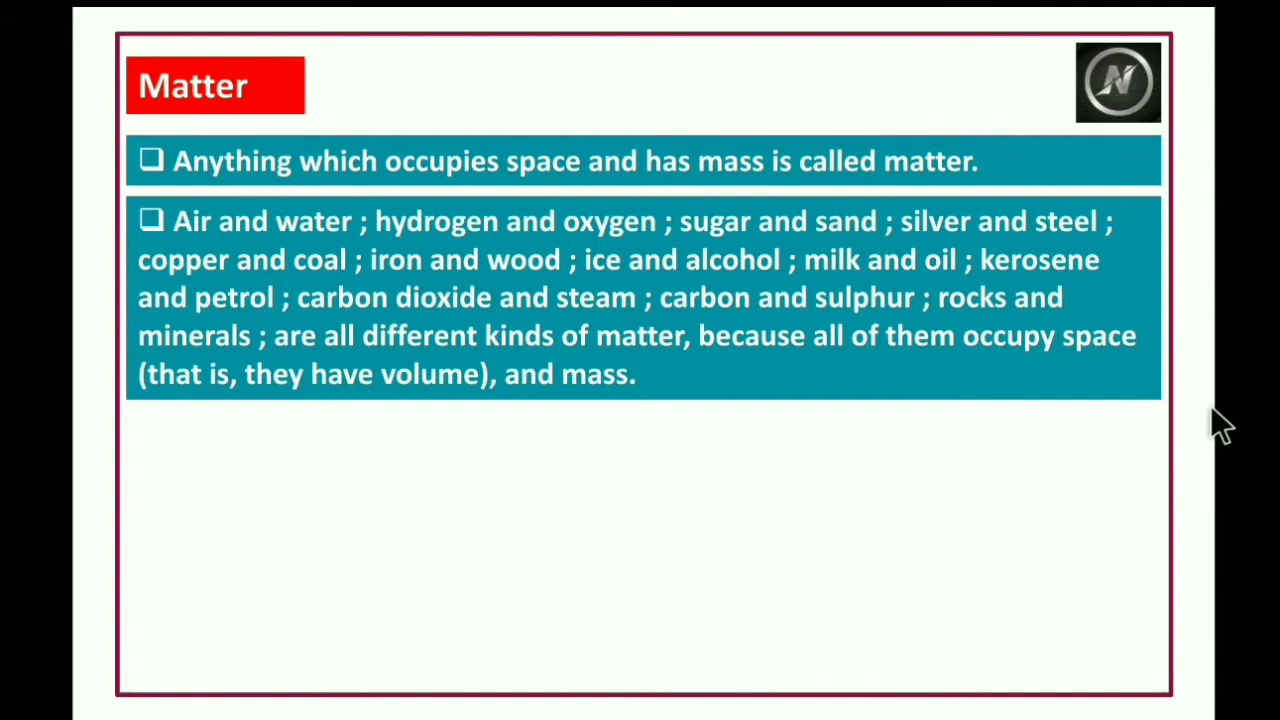 Matter
N
❑ Anything which occupies space and has mass is called matter.
❑ Air and water ; hydrogen and oxygen ; sugar and sand ; silver and steel ;
copper and coal ; iron and wood ; ice and alcohol ; milk and oil ; kerosene
and petrol ; carbon dioxide and steam ; carbon and sulphur ; rocks and
minerals ; are all different kinds of matter, because all of them occupy space
(that is, they have volume), and mass.